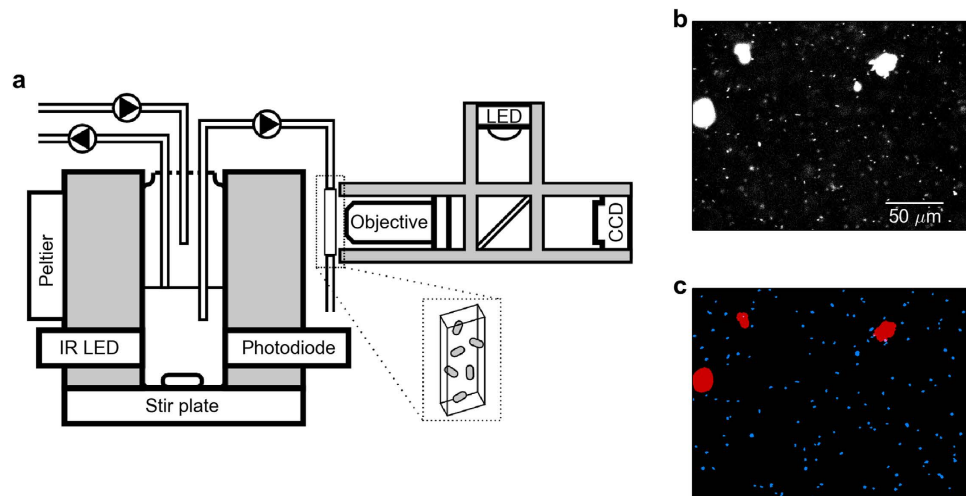 a
LED
Objective
CCD
Peltier
IR LED
Photodiode
Stir plate
b
50 μm
c